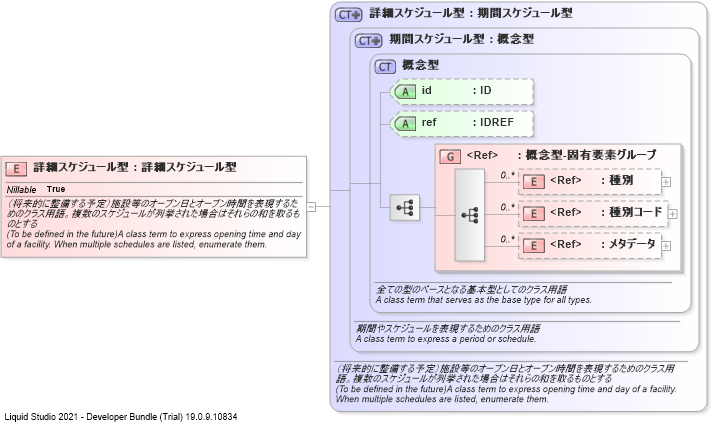 CT 詳細スケジュール型 : 期間スケジュール型
CT 期間スケジュール型 : 概念型
CT 概念型
A id : ID
A ref : IDREF
G <Ref> : 概念型-固有要素グループ
0..* E <Ref> : 種別
0..* E <Ref> : 種別コード
0..* E <Ref> : メタデータ
全ての型のベースとなる基本型としてのクラス用語
A class term that serves as the base type for all types.
期間やスケジュールを表現するためのクラス用語
A class term to express a period or schedule.
(将来的に整備する予定)施設等のオープン日とオープン時間を表現するためのクラス用
語。複数のスケジュールが列挙された場合はそれらの和を取るものとする
(To be defined in the future)A class term to express opening time and day of a facility.
When multiple schedules are listed, enumerate them.
E 詳細スケジュール型 : 詳細スケジュール型
Nillable True
(将来的に整備する予定)施設等のオープン日とオープン時間を表現するた
めのクラス用語。複数のスケジュールが列挙された場合はそれらの和を取るも
のとする
(To be defined in the future)A class term to express opening time and day
of a facility. When multiple schedules are listed, enumerate them.
Liquid Studio 2021 - Developer Bundle (Trial) 19.0.9.10834